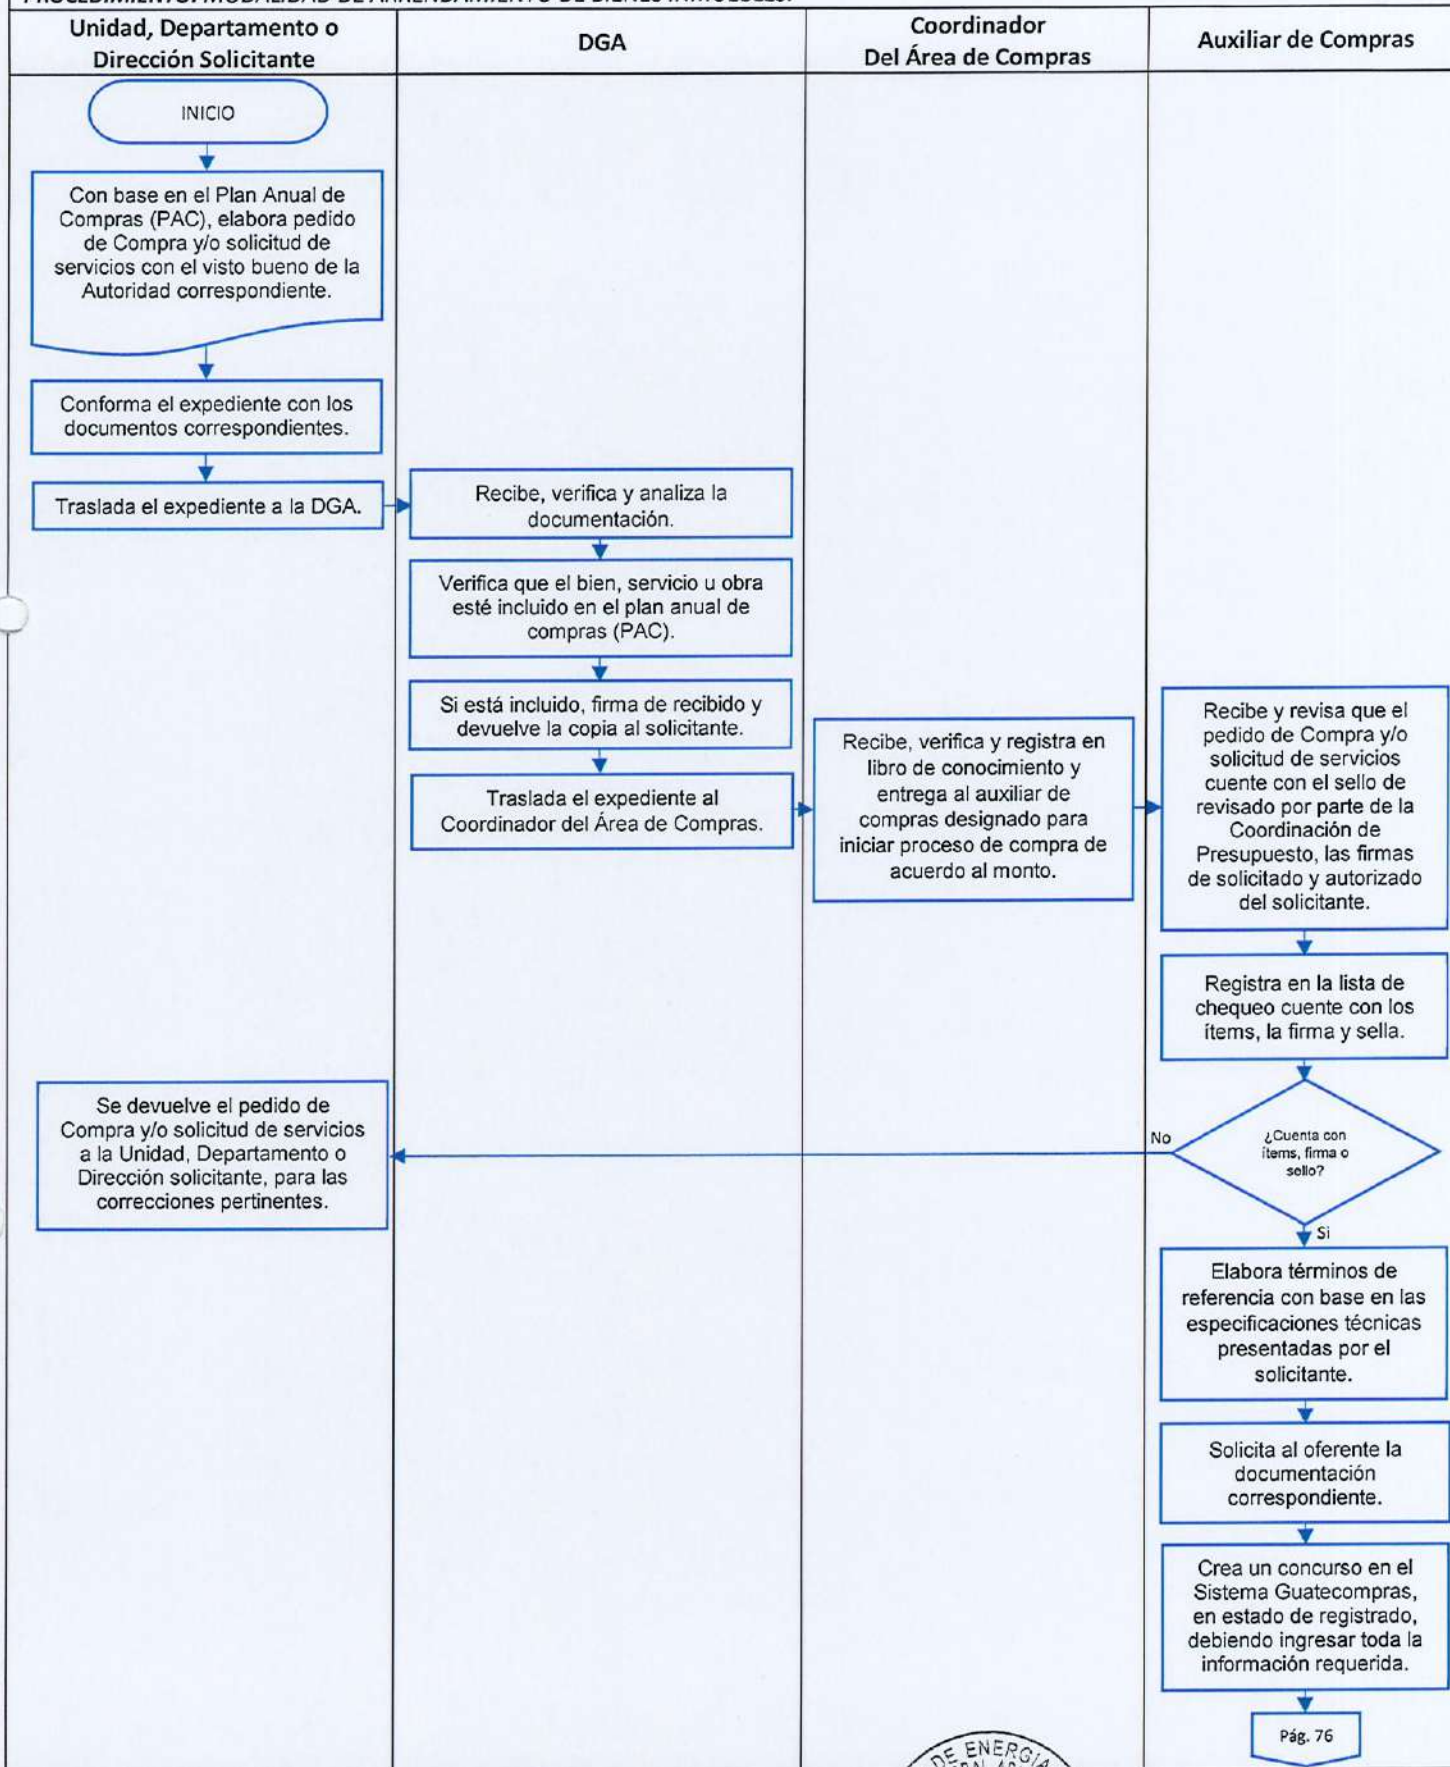 PROCEDIMIENTO: MODALIDAD DE ARRENDAMIENTO DE BIENES INMUEBLES.
Unidad, Departamento o
Dirección Solicitante
DGA
Coordinador
Del Área de Compras
Auxiliar de Compras
INICIO
Con base en el Plan Anual de
Compras (PAC), elabora pedido
de Compra y/o solicitud de
servicios con el visto bueno de la
Autoridad correspondiente.
Conforma el expediente con los
documentos correspondientes.
Traslada el expediente a la DGA.
Recibe, verifica y analiza la
documentación.
Verifica que el bien, servicio u obra
esté incluido en el plan anual de
compras (PAC).
Si está incluido, firma de recibido y
devuelve la copia al solicitante.
Traslada el expediente al
Coordinador del Área de Compras.
Recibe, verifica y registra en
libro de conocimiento y
entrega al auxiliar de
compras designado para
iniciar proceso de compra de
acuerdo al monto.
Recibe y revisa que el
pedido de Compra y/o
solicitud de servicios
cuente con el sello de
revisado por parte de la
Coordinación de
Presupuesto, las firmas
de solicitado y autorizado
del solicitante.
Registra en la lista de
chequeo cuente con los
ítems, la firma y sella.
¿Cuenta con
ítems, firma o
sello?
No
Se devuelve el pedido de
Compra y/o solicitud de servicios
a la Unidad, Departamento o
Dirección solicitante, para las
correcciones pertinentes.
Si
Elabora términos de
referencia con base en las
especificaciones técnicas
presentadas por el
solicitante.
Solicita al oferente la
documentación
correspondiente.
Crea un concurso en el
Sistema Guatecompras,
en estado de registrado,
debiendo ingresar toda la
información requerida.
Pág. 76
DE ENERGIA